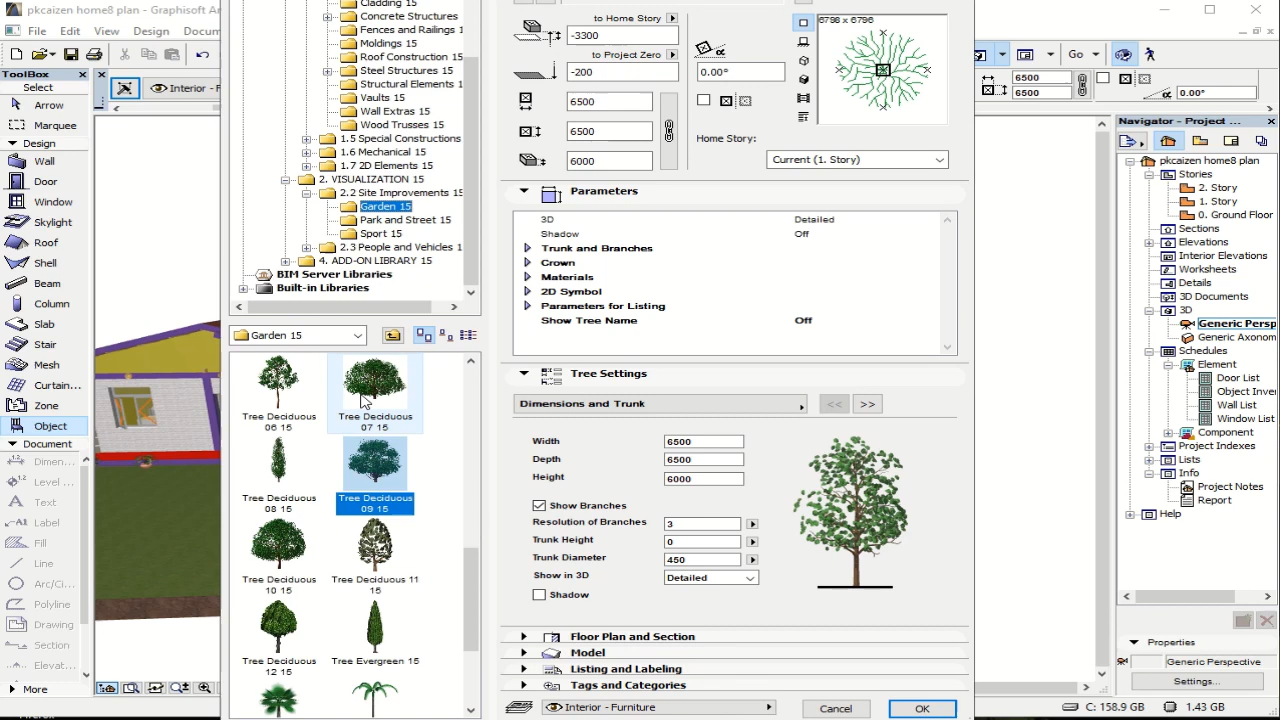 pkcaizen home8 plan - Graphisoft Ar
File
Edit
View
Design
Docum
Go
ToolBox
Select
Arrow
Marquee
Design
Wall
Door
Window
Skylight
Roof
Shell
Beam
Column
Slab
Stair
Mesh
Curtain...
Zone
Object
Document
Dimen...
Level ...
Text
Label
Fill
Line
Arc/Ci...
Polyline
Drawing
Section
Elevat...
More
Interior - F
Cladding 15
Concrete Structures
Fences and Railings 1
Moldings 15
Roof Construction 15
Steel Structures 15
Structural Elements 1
Vaults 15
Wall Extras 15
Wood Trusses 15
1.5 Special Constructions
1.6 Mechanical 15
1.7 2D Elements 15
2. VISUALIZATION 15
2.2 Site Improvements 15
Garden 15
Park and Street 15
Sport 15
2.3 People and Vehicles 1
4. ADD-ON LIBRARY 15
BIM Server Libraries
Built-in Libraries
Garden 15
Tree Deciduous 06 15
Tree Deciduous 07 15
Tree Deciduous 08 15
Tree Deciduous 09 15
Tree Deciduous 10 15
Tree Deciduous 11 15
Tree Deciduous 12 15
Tree Evergreen 15
to Home Story
-3300
to Project Zero
-200
6500
6500
6000
0.00°
6798 x 6796
Home Story:
Current (1. Story)
Parameters
3D Detailed
Shadow Off
Trunk and Branches
Crown
Materials
2D Symbol
Parameters for Listing
Show Tree Name Off
Tree Settings
Dimensions and Trunk
<<
>>
Width 6500
Depth 6500
Height 6000
Show Branches
Resolution of Branches 3
Trunk Height 0
Trunk Diameter 450
Show in 3D Detailed
Shadow
Floor Plan and Section
Model
Listing and Labeling
Tags and Categories
Interior - Furniture
Cancel
OK
6500
6500
0.00°
Navigator - Project ...
pkcaizen home8 plan
Stories
2. Story
1. Story
0. Ground Floor
Sections
Elevations
Interior Elevations
Worksheets
Details
3D Documents
3D
Generic Persp
Generic Axonom
Schedules
Element
Door List
Object Inver
Wall List
Window List
Component
Project Indexes
Lists
Info
Project Notes
Report
Help
Properties
Generic Perspective
Settings...
C: 158.9 GB
1.43 GB